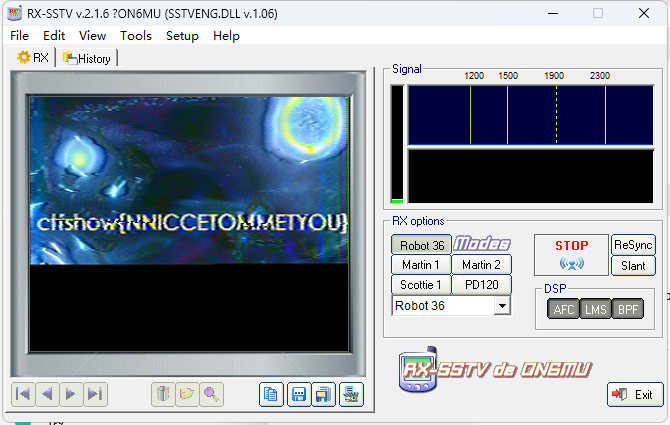 RX-SSTV v.2.1.6 ?ON6MU (SSTVENG.DLL v.1.06)
File Edit View Tools Setup Help
RX History
ctfshow{NNICCETOMMETYOU}
Signal
1200 1500 1900 2300
RX options
Robot 36 Modes
Martin 1 Martin 2
Scottie 1 PD120
Robot 36
STOP
ReSync
Slant
DSP
AFC LMS BPF
RX-SSTV da ON6MU
Exit